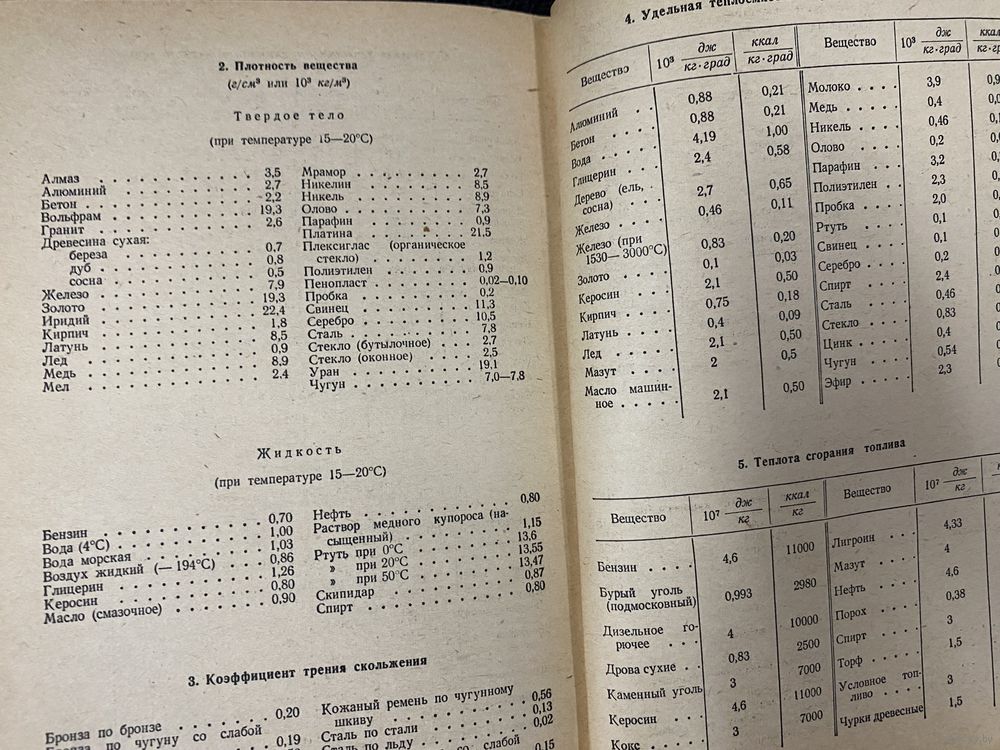 2. Плотность вещества
(г/см³ или 10³ кг/м³)
Твердое тело
(при температуре 15—20°С)
Алмаз . . . . . . . . . 3,5
Алюминий . . . . . . . . 2,7
Бетон . . . . . . . . . 2,2
Вольфрам . . . . . . . . 19,3
Гранит . . . . . . . . . 2,6
Древесина сухая:
береза . . . . . . . . 0,7
дуб . . . . . . . . . 0,8
сосна . . . . . . . . 0,5
Железо . . . . . . . . . 7,9
Золото . . . . . . . . . 19,3
Иридий . . . . . . . . . 22,4
Кирпич . . . . . . . . . 1,8
Латунь . . . . . . . . . 8,5
Лед . . . . . . . . . . 0,9
Медь . . . . . . . . . . 8,9
Мел . . . . . . . . . . 2,4
Мрамор . . . . . . . . . 2,7
Никелин . . . . . . . . 8,5
Никель . . . . . . . . . 8,9
Олово . . . . . . . . . 7,3
Парафин . . . . . . . . 0,9
Платина . . . . . . . . 21,5
Плексиглас (органическое
стекло) . . . . . . . . 1,2
Полиэтилен . . . . . . . 0,9
Пенопласт . . . . . . . 0,02—0,10
Пробка . . . . . . . . . 0,2
Свинец . . . . . . . . . 11,3
Серебро . . . . . . . . 10,5
Сталь . . . . . . . . . 7,8
Стекло (бутылочное) . . . 2,7
Стекло (оконное) . . . . 2,5
Уран . . . . . . . . . . 19,1
Чугун . . . . . . . . . 7,0—7,8
Жидкость
(при температуре 15—20°С)
Бензин . . . . . . . . . 0,70
Вода (4°С) . . . . . . . 1,00
Вода морская . . . . . . 1,03
Воздух жидкий (— 194°С) . 0,86
Глицерин . . . . . . . . 1,26
Керосин . . . . . . . . 0,80
Масло (смазочное) . . . . 0,90
Нефть . . . . . . . . . 0,80
Раствор медного купороса (на-
сыщенный) . . . . . . . 1,15
Ртуть при 0°С . . . . . 13,6
» при 20°С . . . . . 13,55
» при 50°С . . . . . 13,47
Скипидар . . . . . . . . 0,87
Спирт . . . . . . . . . 0,80
3. Коэффициент трения скольжения
Бронза по бронзе . . . . 0,20
Бронза по чугуну со слабой
0,19
Кожаный ремень по чугунному
шкиву . . . . . . . . . 0,56
Сталь по стали . . . . . 0,13
Сталь по льду . . . . . 0,02
со слабой
0,15
4. Удельная
Вещество 10³ дж/кг·град ккал/кг·град Вещество 10³ дж/кг·град
Алюминий . . 0,88 0,21
Бетон . . . . 0,88 0,21
Вода . . . . 4,19 1,00
Глицерин . . 2,4 0,58
Дерево (ель,
сосна) . . . 2,7 0,65
Железо . . . 0,46 0,11
Железо (при
1530— 3000°С) 0,83 0,20
Золото . . . 0,1 0,03
Керосин . . . 2,1 0,50
Кирпич . . . 0,75 0,18
Латунь . . . 0,4 0,09
Лед . . . . . 2,1 0,50
Мазут . . . . 2 0,5
Масло машин-
ное . . . . . 2,1 0,50
Молоко . . . . 3,9
Медь . . . . . 0,4
Никель . . . . 0,46
Олово . . . . 0,2
Парафин . . . 3,2
Полиэтилен . . 2,3
Пробка . . . . 2,0
Ртуть . . . . 0,1
Свинец . . . . 0,1
Серебро . . . 0,2
Спирт . . . . 2,4
Сталь . . . . 0,46
Стекло . . . . 0,83
Цинк . . . . . 0,4
Чугун . . . . 0,54
Эфир . . . . . 2,3
5. Теплота сгорания топлива
Вещество 10⁷ дж/кг ккал/кг Вещество 10⁷ дж/кг
Бензин . . . . 4,6 11000
Бурый уголь
(подмосковный) 0,993 2980
Дизельное го-
рючее . . . 4 10000
Дрова сухие . . 0,83 2500
Каменный уголь 3 7000
Керосин . . . 4,6 11000
Кокс . . . . 3 7000
Лигроин . . . 4,33
Мазут . . . . 4
Нефть . . . . 4,6
Порох . . . . 0,38
Спирт . . . . 3
Торф . . . . . 1,5
Условное топ-
ливо . . . . 3
Чурки древесные 1,5